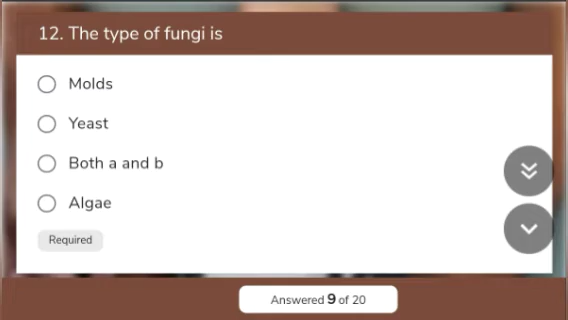 12. The type of fungi is
Molds
Yeast
Both a and b
Algae
Required
Answered 9 of 20